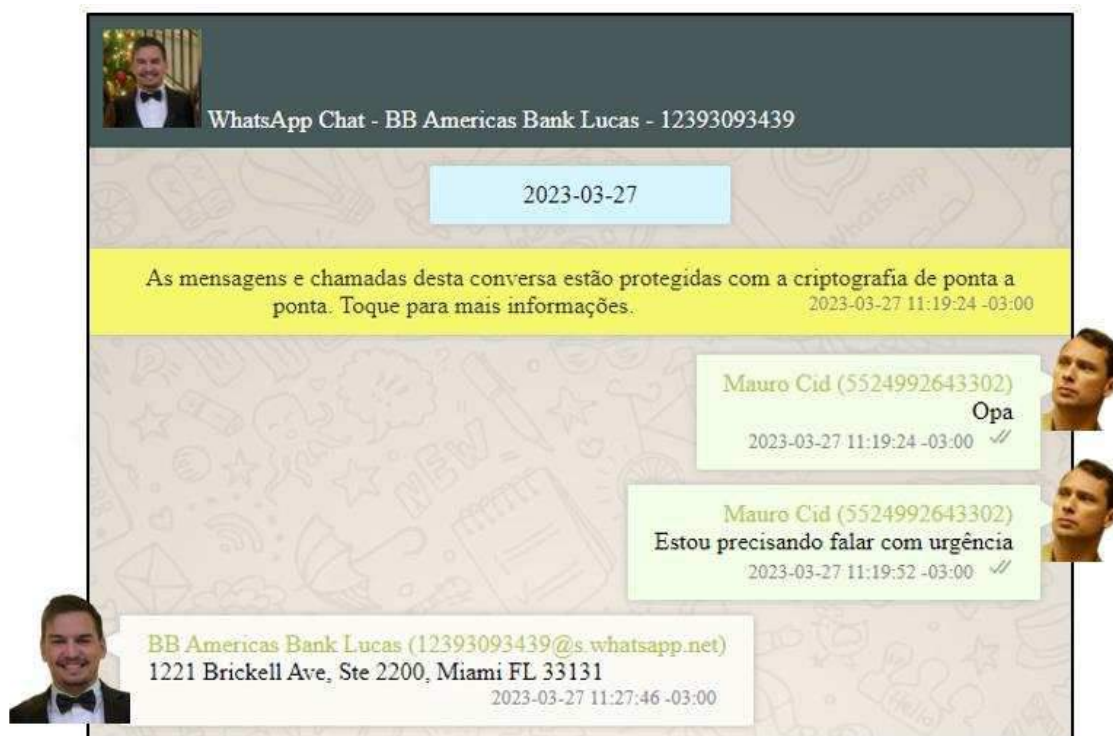 WhatsApp Chat - BB Americas Bank Lucas - 12393093439
2023-03-27
As mensagens e chamadas desta conversa estão protegidas com a criptografia de ponta a
ponta. Toque para mais informações.
2023-03-27 11:19:24 -03:00
Mauro Cid (5524992643302)
Opa
2023-03-27 11:19:24 -03:00
Mauro Cid (5524992643302)
Estou precisando falar com urgência
2023-03-27 11:19:52 -03:00
BB Americas Bank Lucas (12393093439@s.whatsapp.net)
1221 Brickell Ave, Ste 2200, Miami FL 33131
2023-03-27 11:27:46 -03:00